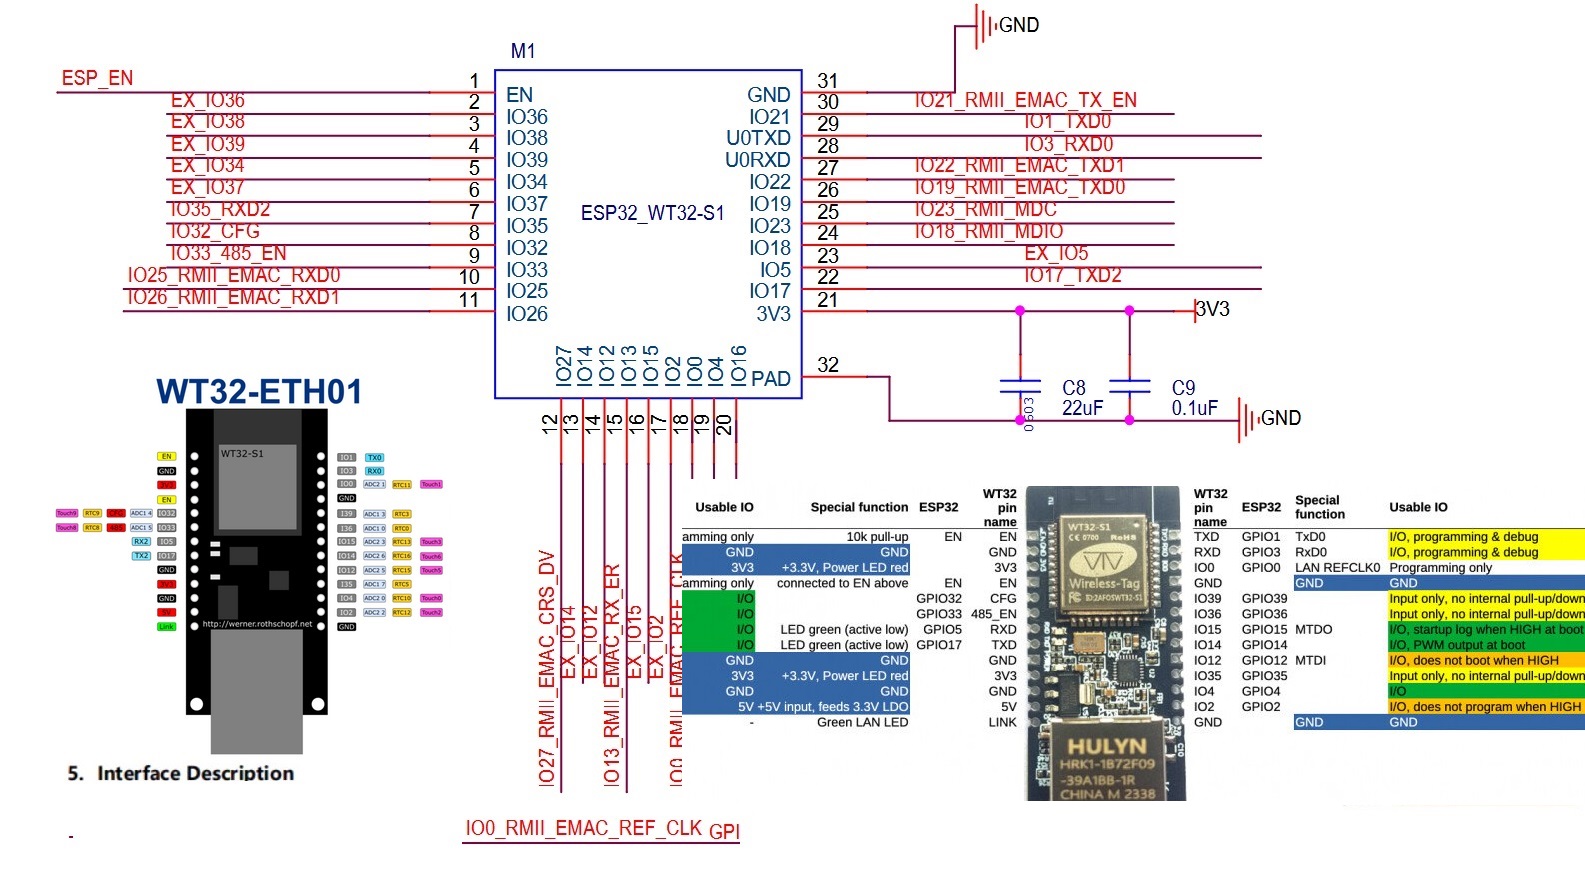 GND
M1
ESP_EN 1 EN
EX_IO36 2 IO36
EX_IO38 3 IO38
EX_IO39 4 IO39
EX_IO34 5 IO34
EX_IO37 6 IO37
IO35_RXD2 7 IO35
IO32_CFG 8 IO32
IO33_485_EN 9 IO33
IO25_RMII_EMAC_RXD0 10 IO25
IO26_RMII_EMAC_RXD1 11 IO26
ESP32_WT32-S1
GND 31
IO21 30 IO21_RMII_EMAC_TX_EN
U0TXD 29 IO1_TXD0
U0RXD 28 IO3_RXD0
IO22 27 IO22_RMII_EMAC_TXD1
IO19 26 IO19_RMII_EMAC_TXD0
IO23 25 IO23_RMII_MDC
IO18 24 IO18_RMII_MDIO
IO5 23 EX_IO5
IO17 22 IO17_TXD2
3V3 21 3V3
PAD 32
C8 22uF 0603
C9 0.1uF
GND
IO27 IO14 IO12 IO13 IO15 IO2 IO0 IO4 IO16
12 13 14 15 16 17 18 19 20
IO27_RMII_EMAC_CRS_DV
EX_IO14
EX_IO12
IO13_RMII_EMAC_RX_ER
EX_IO15
EX_IO2
IO0_RMII_EMAC_REF_CLK
WT32-ETH01
WT32-S1
EN IO1 TX0
GND IO3 RX0
3V3 IO0 ADC2 1 RTC11 Touch1
EN GND
Touch9 RTC9 CFG ADC1 4 IO32 I39 ADC1 3 RTC3
Touch8 RTC8 485 ADC1 5 IO33 I36 ADC1 0 RTC0
RX2 IO5 IO15 ADC2 3 RTC13 Touch3
TX2 IO17 IO14 ADC2 6 RTC16 Touch6
GND IO12 ADC2 5 RTC15 Touch5
3V3 I35 ADC1 7 RTC5
GND IO4 ADC2 0 RTC10 Touch0
5V IO2 ADC2 2 RTC12 Touch2
Link GND
http://werner.rothschopf.net
5. Interface Description
-
IO0_RMII_EMAC_REF_CLK GPI
Usable IO Special function ESP32 WT32 pin name
amming only 10k pull-up EN EN
GND GND GND
3V3 +3.3V, Power LED red 3V3
amming only connected to EN above EN EN
I/O GPIO32 CFG
I/O GPIO33 485_EN
I/O LED green (active low) GPIO5 RXD
I/O LED green (active low) GPIO17 TXD
GND GND GND
3V3 +3.3V, Power LED red 3V3
GND GND GND
5V +5V input, feeds 3.3V LDO 5V
- Green LAN LED LINK
WT32-S1
CE 0700 RoHS
Wireless-Tag
FC ID:2AFOSWT32-S1
HULYN
HRK1-1B72F09
-39A1BB-1R
CHINA M 2338
WT32 pin name ESP32 Special function Usable IO
TXD GPIO1 TxD0 I/O, programming & debug
RXD GPIO3 RxD0 I/O, programming & debug
IO0 GPIO0 LAN REFCLK0 Programming only
GND GND GND
IO39 GPIO39 Input only, no internal pull-up/down
IO36 GPIO36 Input only, no internal pull-up/down
IO15 GPIO15 MTDO I/O, startup log when HIGH at boot
IO14 GPIO14 I/O, PWM output at boot
IO12 GPIO12 MTDI I/O, does not boot when HIGH
IO35 GPIO35 Input only, no internal pull-up/down
IO4 GPIO4 I/O
IO2 GPIO2 I/O, does not program when HIGH
GND GND GND